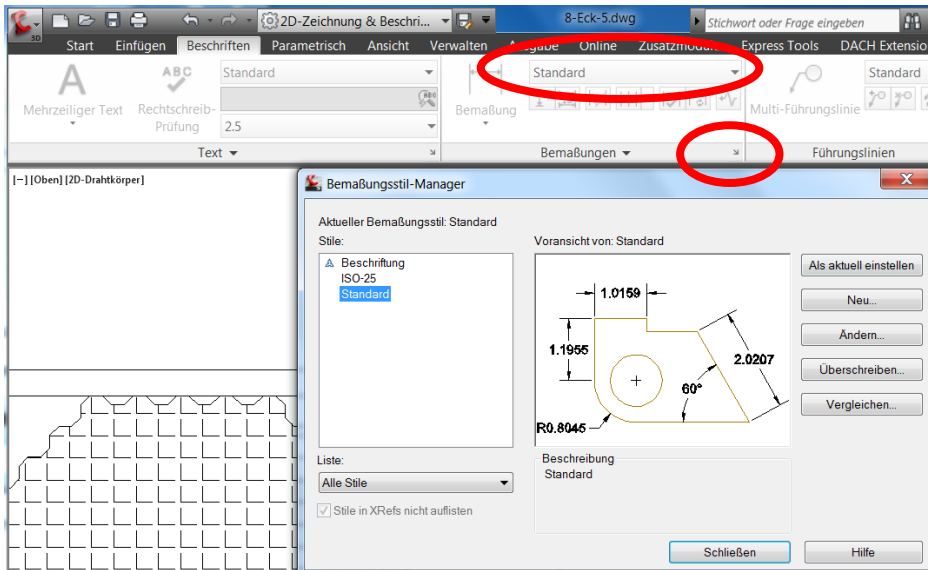 3D
2D-Zeichnung & Beschri...
8-Eck-5.dwg
Stichwort oder Frage eingeben
Start Einfügen Beschriften Parametrisch Ansicht Verwalten Ausgabe Online Zusatzmodule Express Tools DACH Extensio
A
Mehrzeiliger Text
ABC
Rechtschreib-
Prüfung
Standard
ABC
2.5
Bemaßung
Standard
Multi-Führungslinie
Standard
Text
Bemaßungen
Führungslinien
[−][Oben][2D-Drahtkörper]
Bemaßungsstil-Manager
X
Aktueller Bemaßungsstil: Standard
Stile:
Beschriftung
ISO-25
Standard
Voransicht von: Standard
1.0159
1.1955
2.0207
60°
R0.8045
Als aktuell einstellen
Neu...
Ändern...
Überschreiben...
Vergleichen...
Liste:
Alle Stile
Stile in XRefs nicht auflisten
Beschreibung
Standard
Schließen
Hilfe